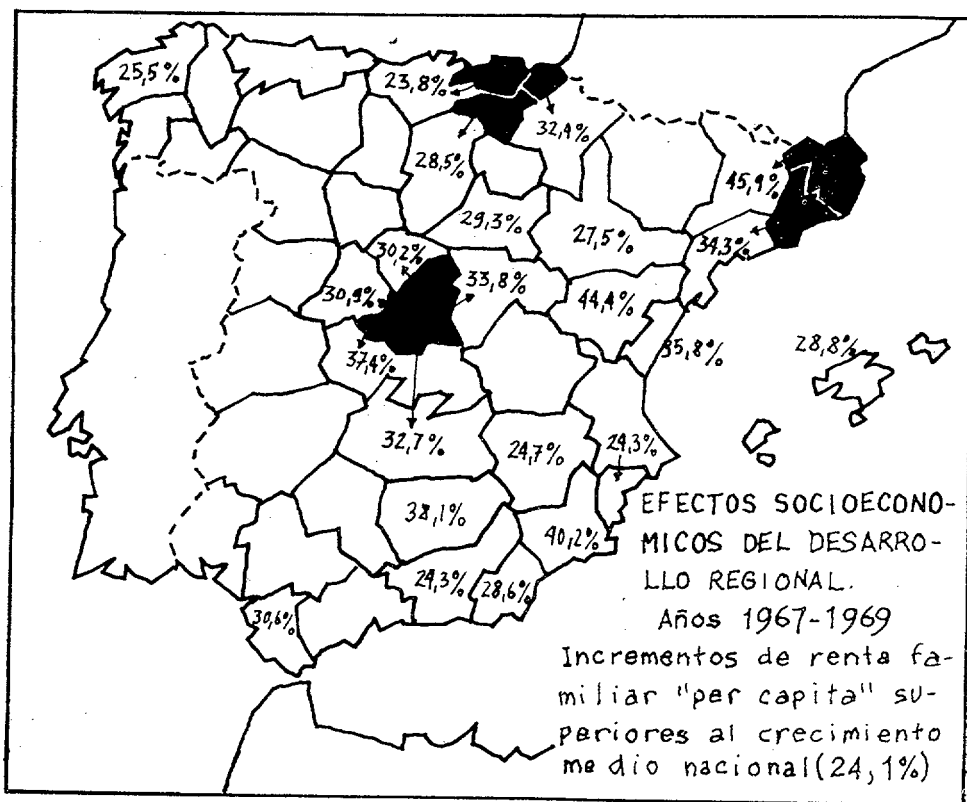 25,5%
23,8%
32,4%
28,5%
45,9%
29,3%
27,5%
34,3%
30,2%
33,8%
30,9%
44,4%
37,4%
35,8%
28,8%
32,7%
24,7%
24,3%
38,1%
40,2%
24,3%
28,6%
30,6%
EFECTOS SOCIOECONO-
MICOS DEL DESARRO-
LLO REGIONAL.
Años 1967-1969
Incrementos de renta fa-
miliar "per capita" su-
periores al crecimiento
medio nacional (24,1%)